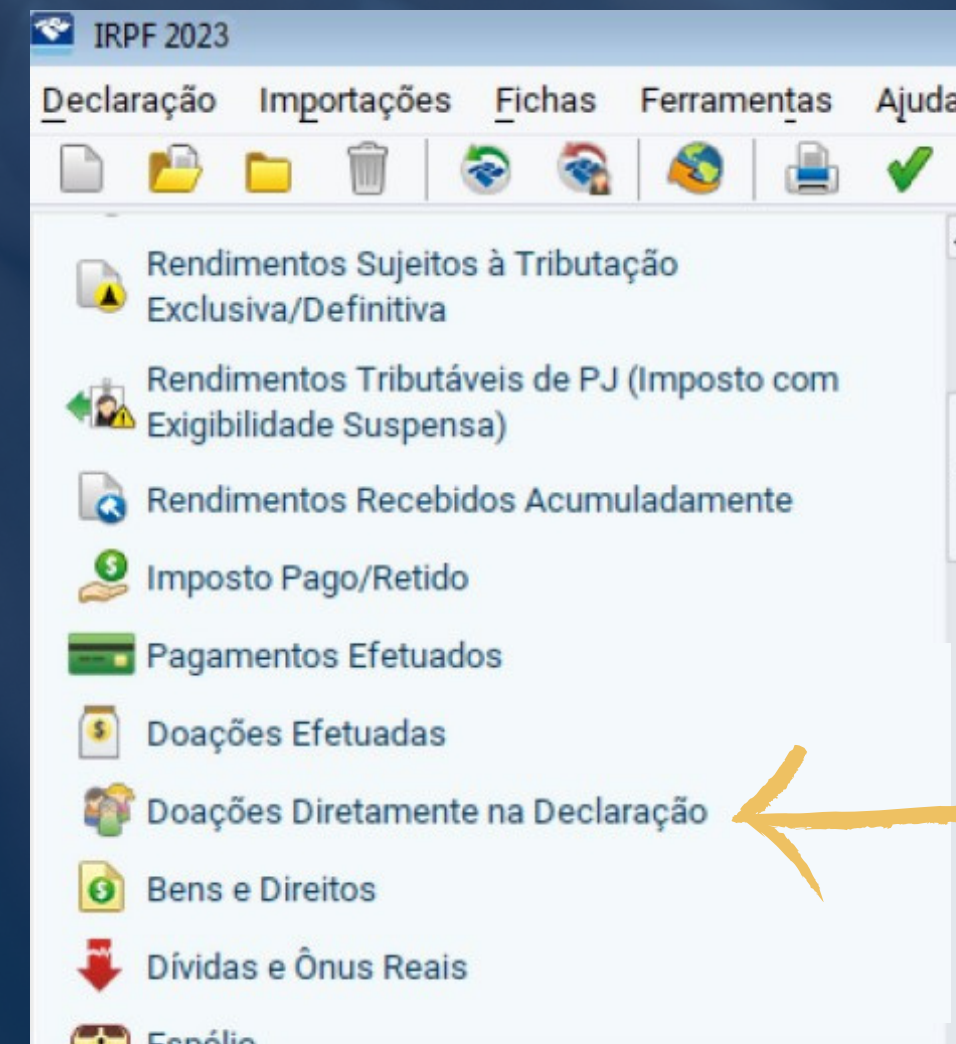 IRPF 2023
Declaração Importações Fichas Ferramentas Ajuda
Rendimentos Sujeitos à Tributação
Exclusiva/Definitiva
Rendimentos Tributáveis de PJ (Imposto com
Exigibilidade Suspensa)
Rendimentos Recebidos Acumuladamente
Imposto Pago/Retido
Pagamentos Efetuados
Doações Efetuadas
Doações Diretamente na Declaração
Bens e Direitos
Dívidas e Ônus Reais
Espólio